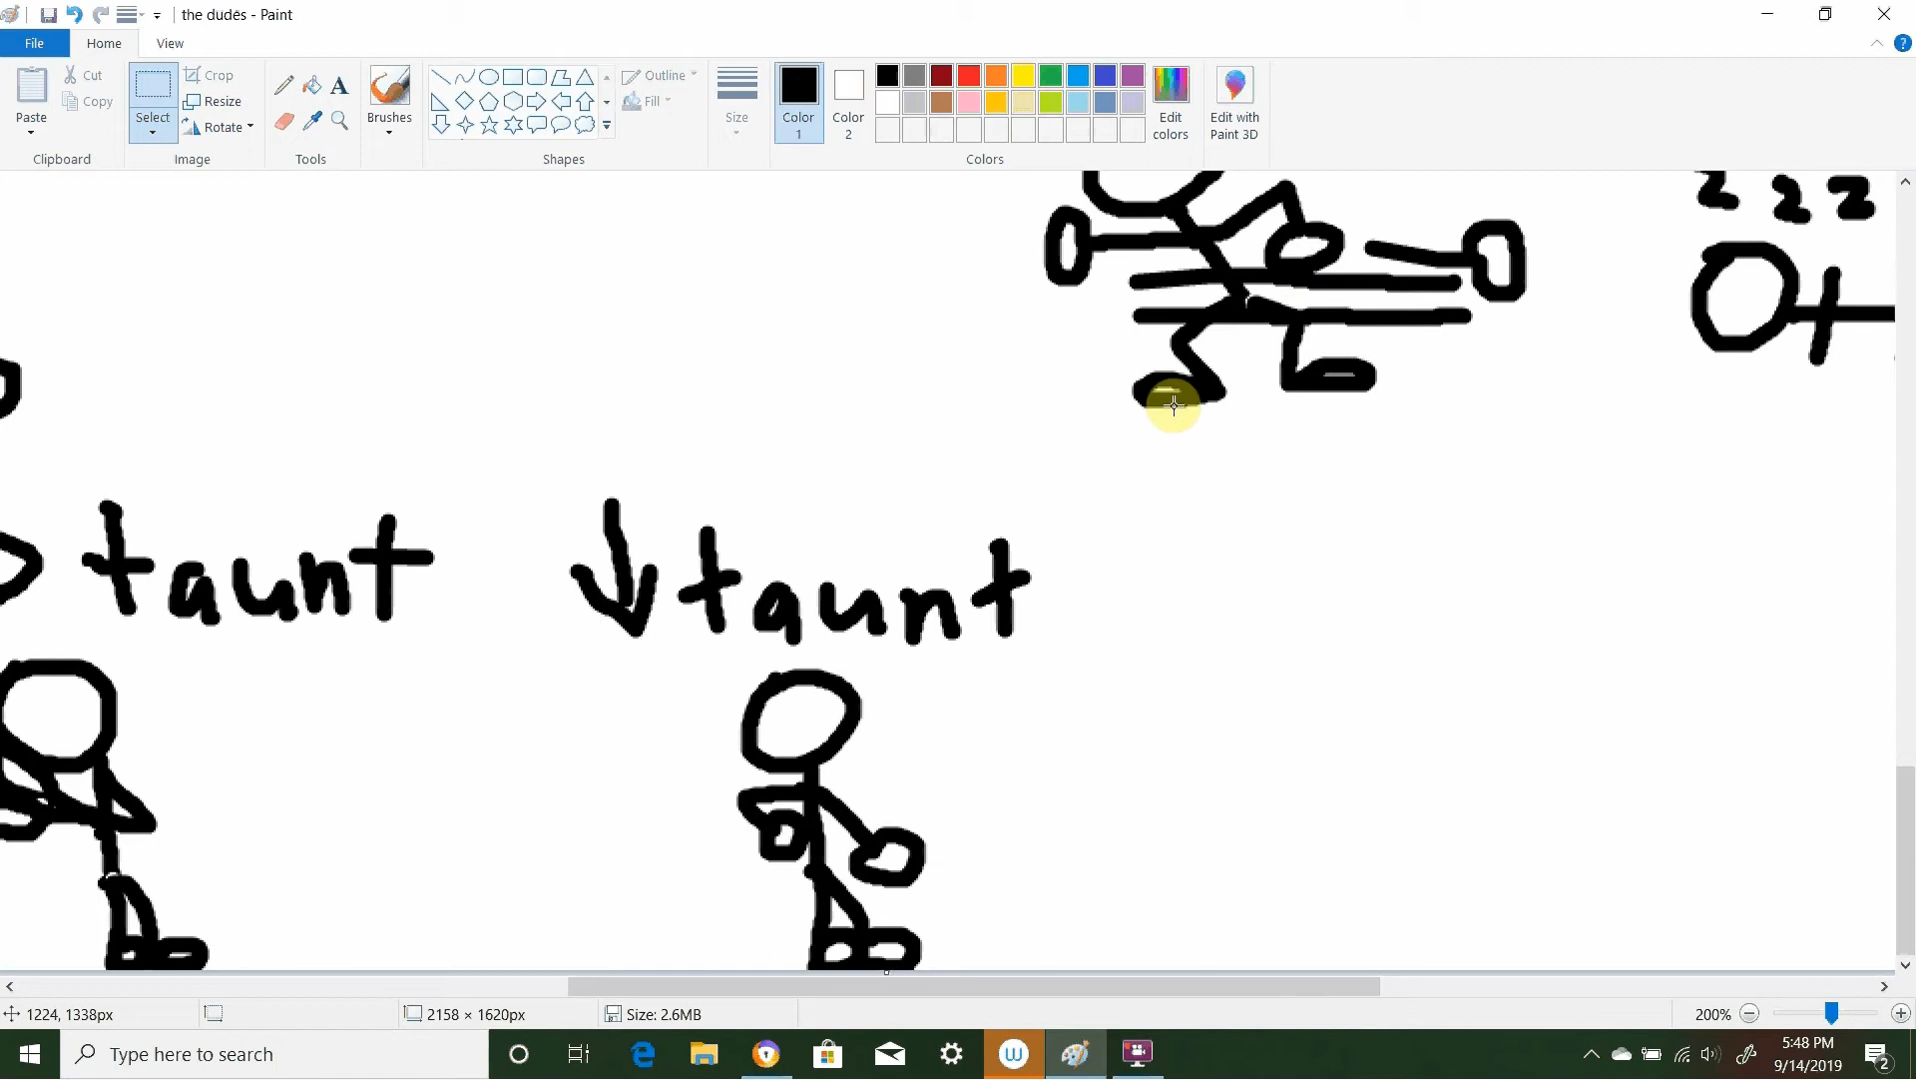 the dudes - Paint
File
Home
View
Paste
Cut
Copy
Clipboard
Select
Crop
Resize
Rotate
Image
A
Tools
Brushes
Outline
Fill
Shapes
Size
Color 1
Color 2
Edit colors
Colors
Edit with Paint 3D
z z z
taunt
↓ taunt
1224, 1338px
2158 × 1620px
Size: 2.6MB
200%
Type here to search
5:48 PM
9/14/2019
2